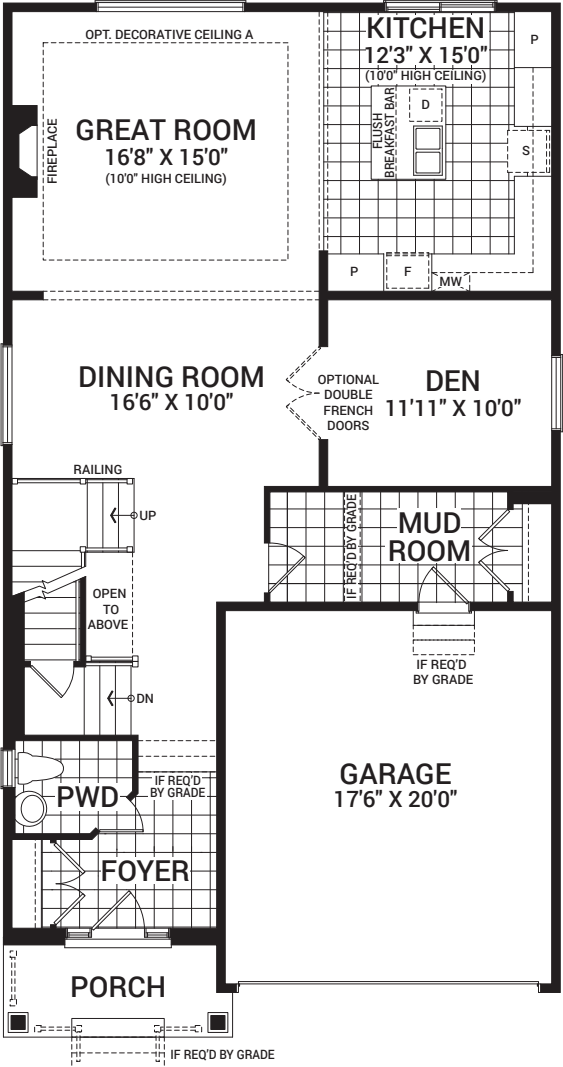 OPT. DECORATIVE CEILING A
KITCHEN
12'3" X 15'0"
(10'0" HIGH CEILING)
P
D
FLUSH
BREAKFAST BAR
S
FIREPLACE
GREAT ROOM
16'8" X 15'0"
(10'0" HIGH CEILING)
P
F
MW
DINING ROOM
16'6" X 10'0"
OPTIONAL
DOUBLE
FRENCH
DOORS
DEN
11'11" X 10'0"
RAILING
UP
IF REQ'D BY GRADE
MUD
ROOM
OPEN
TO
ABOVE
IF REQ'D
BY GRADE
DN
IF REQ'D
BY GRADE
PWD
GARAGE
17'6" X 20'0"
FOYER
PORCH
IF REQ'D BY GRADE